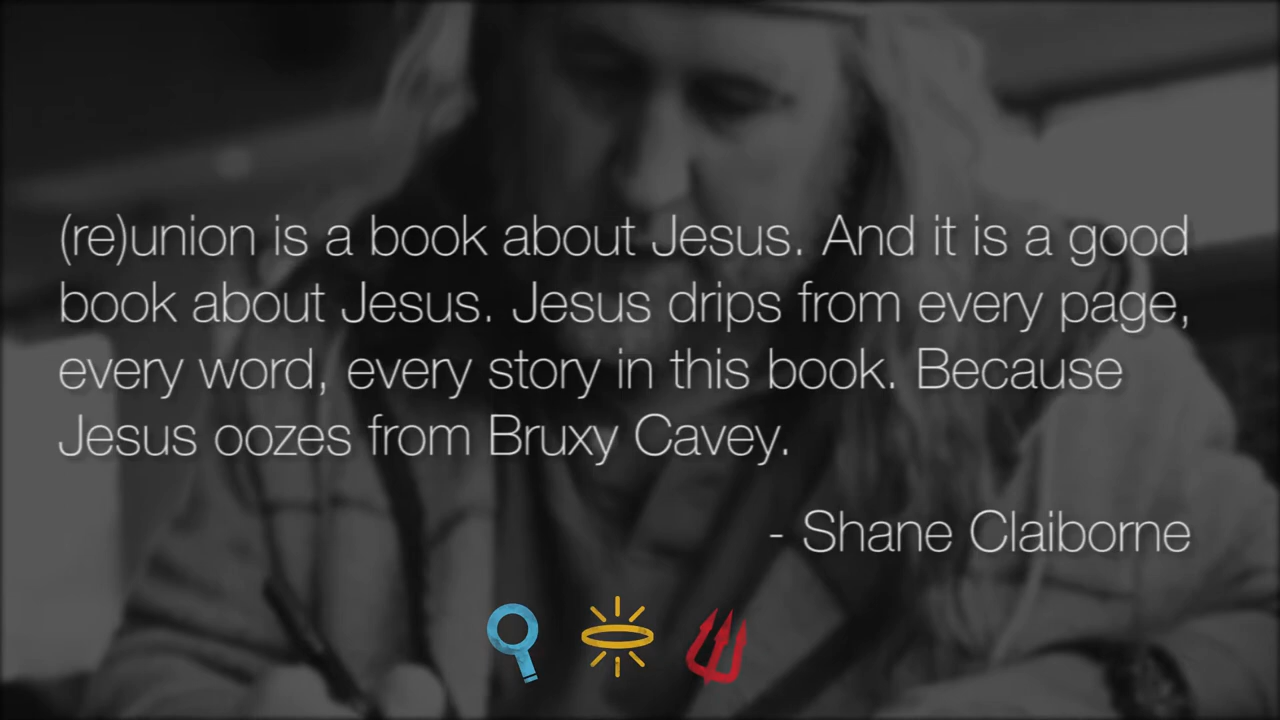 (re)union is a book about Jesus. And it is a good
book about Jesus. Jesus drips from every page,
every word, every story in this book. Because
Jesus oozes from Bruxy Cavey.
- Shane Claiborne